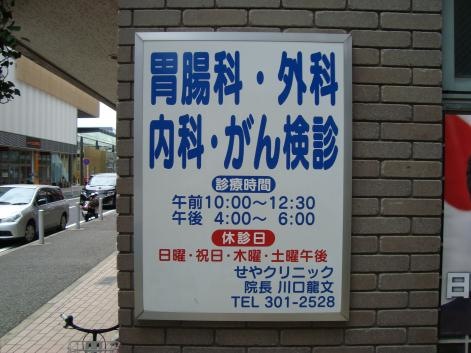 胃腸科・外科
内科・がん検診
診療時間
午前10:00〜12:30
午後 4:00〜 6:00
休診日
日曜・祝日・木曜・土曜午後
せやクリニック
院長 川口龍文
TEL 301-2528
日